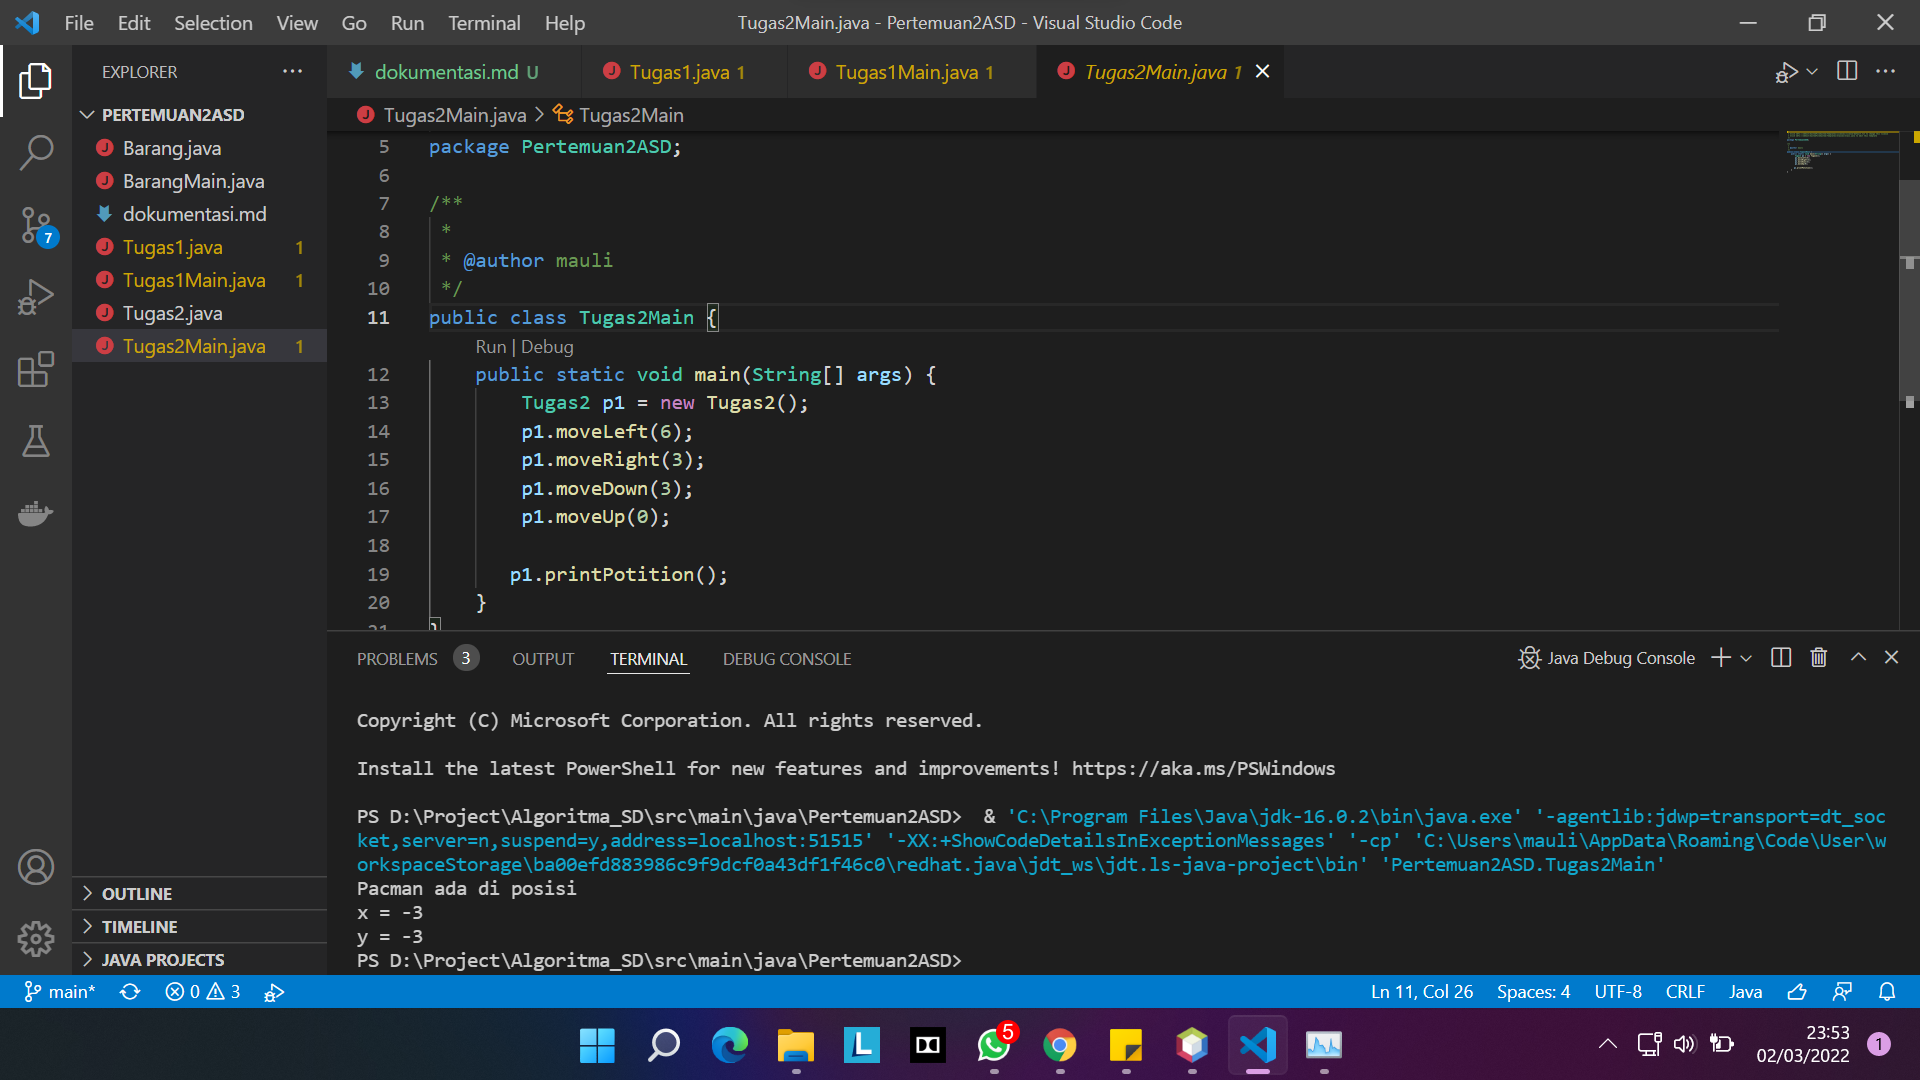 File Edit Selection View Go Run Terminal Help Tugas2Main.java - Pertemuan2ASD - Visual Studio Code
EXPLORER
dokumentasi.md U Tugas1.java 1 Tugas1Main.java 1 Tugas2Main.java 1
PERTEMUAN2ASD
Barang.java
BarangMain.java
dokumentasi.md
Tugas1.java 1
Tugas1Main.java 1
Tugas2.java
Tugas2Main.java 1
7
OUTLINE
TIMELINE
JAVA PROJECTS
Tugas2Main.java > Tugas2Main
5 package Pertemuan2ASD;
6
7 /**
8 *
9 * @author mauli
10 */
11 public class Tugas2Main {
Run | Debug
12 public static void main(String[] args) {
13 Tugas2 p1 = new Tugas2();
14 p1.moveLeft(6);
15 p1.moveRight(3);
16 p1.moveDown(3);
17 p1.moveUp(0);
18
19 p1.printPotition();
20 }
21 }
PROBLEMS 3 OUTPUT TERMINAL DEBUG CONSOLE Java Debug Console
Copyright (C) Microsoft Corporation. All rights reserved.
Install the latest PowerShell for new features and improvements! https://aka.ms/PSWindows
PS D:\Project\Algoritma_SD\src\main\java\Pertemuan2ASD> & 'C:\Program Files\Java\jdk-16.0.2\bin\java.exe' '-agentlib:jdwp=transport=dt_soc
ket,server=n,suspend=y,address=localhost:51515' '-XX:+ShowCodeDetailsInExceptionMessages' '-cp' 'C:\Users\mauli\AppData\Roaming\Code\User\w
orkspaceStorage\ba00efd883986c9f9dcf0a43df1f46c0\redhat.java\jdt_ws\jdt.ls-java-project\bin' 'Pertemuan2ASD.Tugas2Main'
Pacman ada di posisi
x = -3
y = -3
PS D:\Project\Algoritma_SD\src\main\java\Pertemuan2ASD>
main* 0 3 Ln 11, Col 26 Spaces: 4 UTF-8 CRLF Java
L 5
23:53
02/03/2022
1